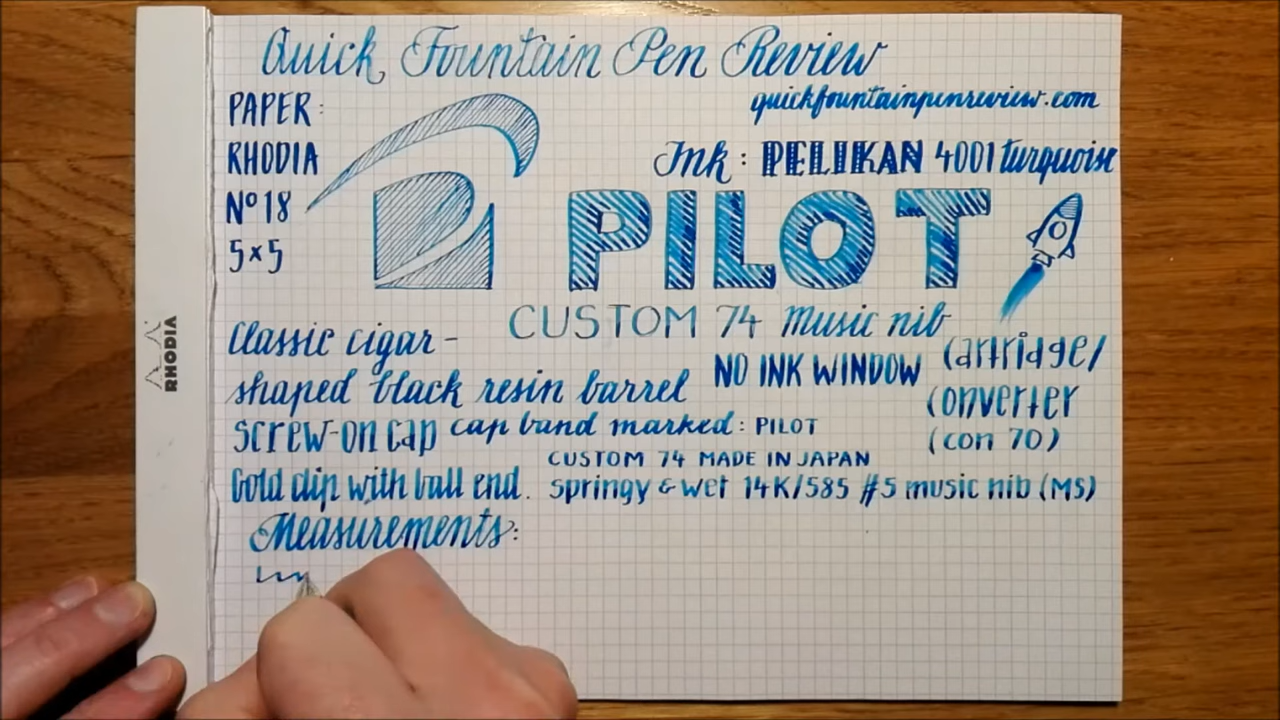 Quick Fountain Pen Review
quickfountainpenreview.com
PAPER:
RHODIA
Nº 18
5x5
Ink: PELIKAN 4001 turquoise
PILOT
CUSTOM 74 Music nib
Classic cigar-
shaped black resin barrel
NO INK WINDOW
Cartridge/
Converter
(con 70)
Screw-on cap
cap band marked: PILOT
CUSTOM 74 MADE IN JAPAN
Gold clip with ball end.
Springy & wet 14K/585 #5 music nib (MS)
Measurements:
RHODIA